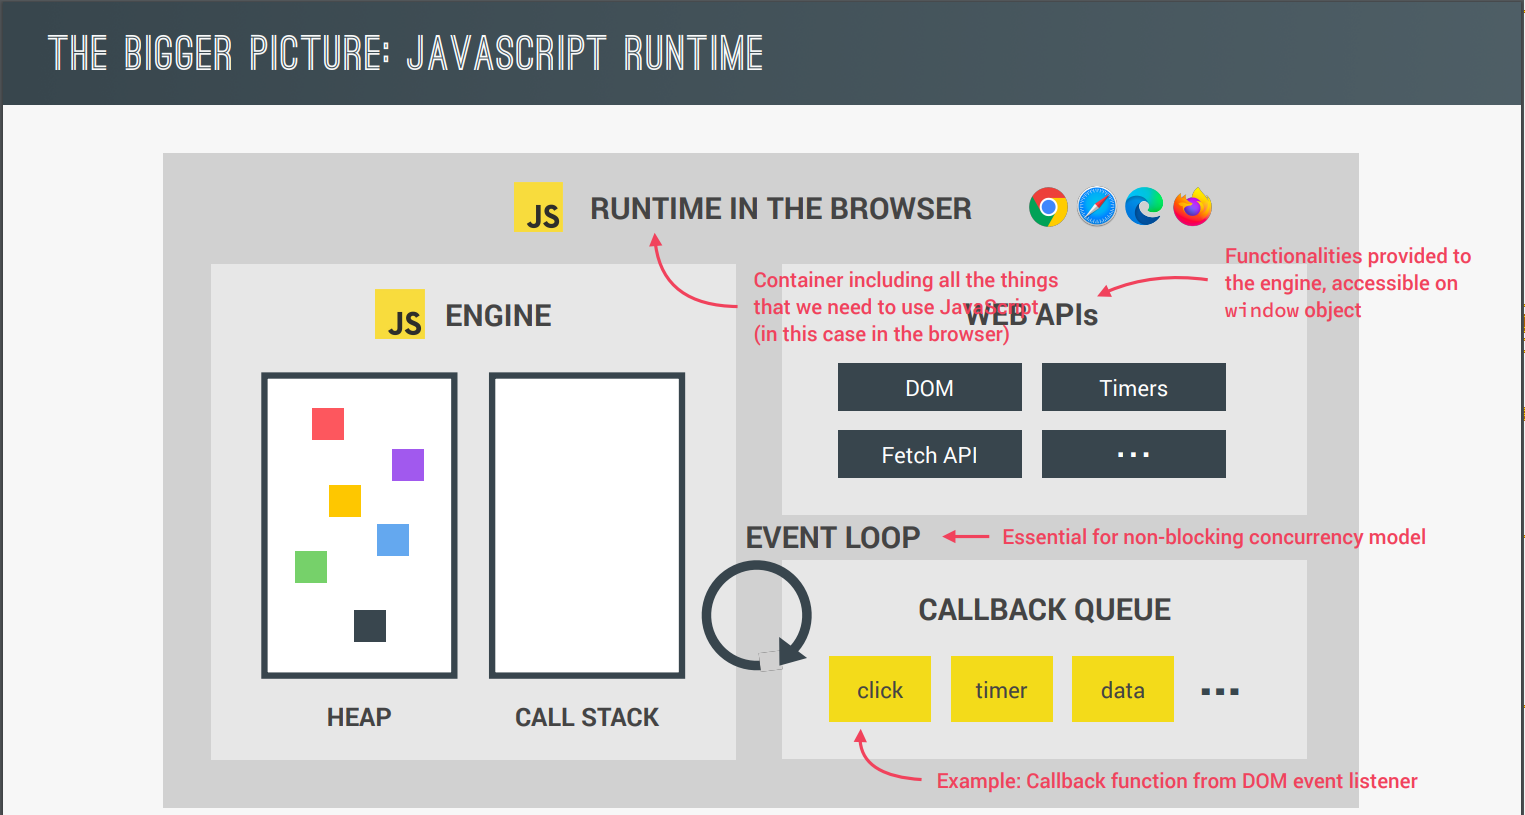 THE BIGGER PICTURE: JAVASCRIPT RUNTIME
JS RUNTIME IN THE BROWSER
Container including all the things
that we need to use JavaScript
(in this case in the browser)
Functionalities provided to
the engine, accessible on
window object
JS ENGINE
HEAP
CALL STACK
WEB APIs
DOM
Timers
Fetch API
...
EVENT LOOP
Essential for non-blocking concurrency model
CALLBACK QUEUE
click
timer
data
...
Example: Callback function from DOM event listener